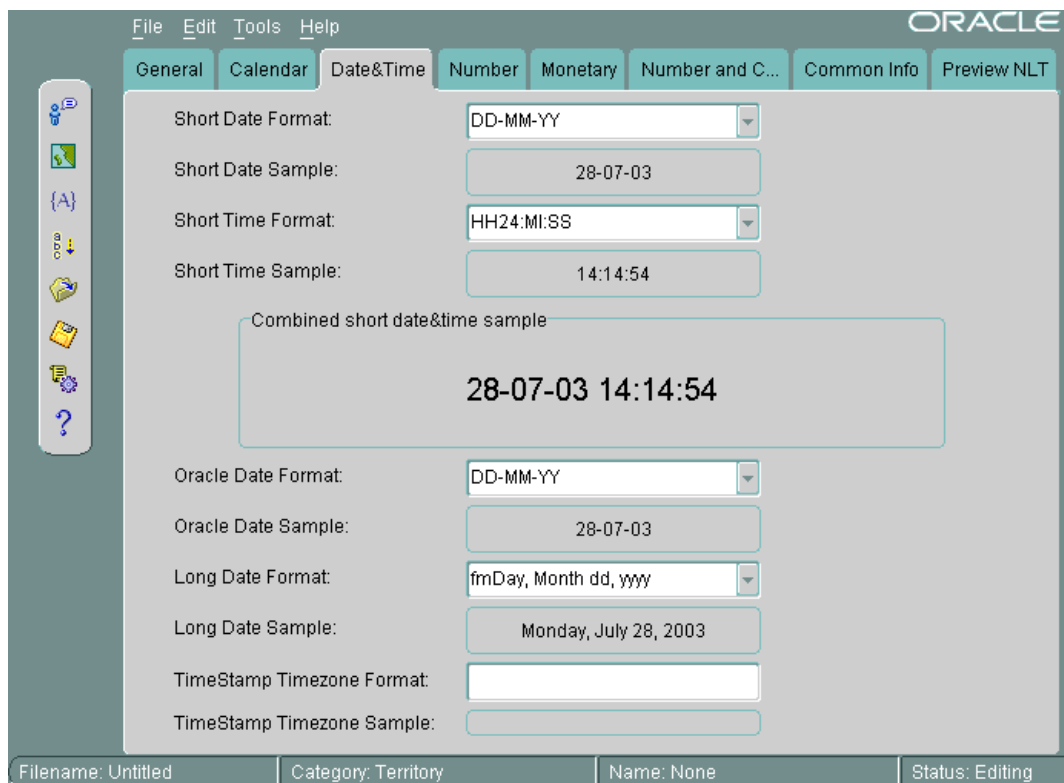 File Edit Tools Help
ORACLE
General Calendar Date&Time Number Monetary Number and C... Common Info Preview NLT
Short Date Format: DD-MM-YY
Short Date Sample: 28-07-03
{A}
Short Time Format: HH24:MI:SS
a
b
c
Short Time Sample: 14:14:54
Combined short date&time sample
28-07-03 14:14:54
?
Oracle Date Format: DD-MM-YY
Oracle Date Sample: 28-07-03
Long Date Format: fmDay, Month dd, yyyy
Long Date Sample: Monday, July 28, 2003
TimeStamp Timezone Format:
TimeStamp Timezone Sample:
Filename: Untitled Category: Territory Name: None Status: Editing